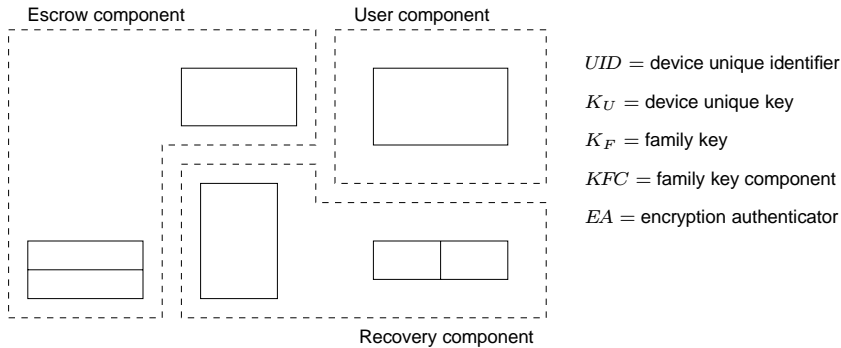 Escrow component
User component
UID = device unique identifier
K_U = device unique key
K_F = family key
KFC = family key component
EA = encryption authenticator
Recovery component